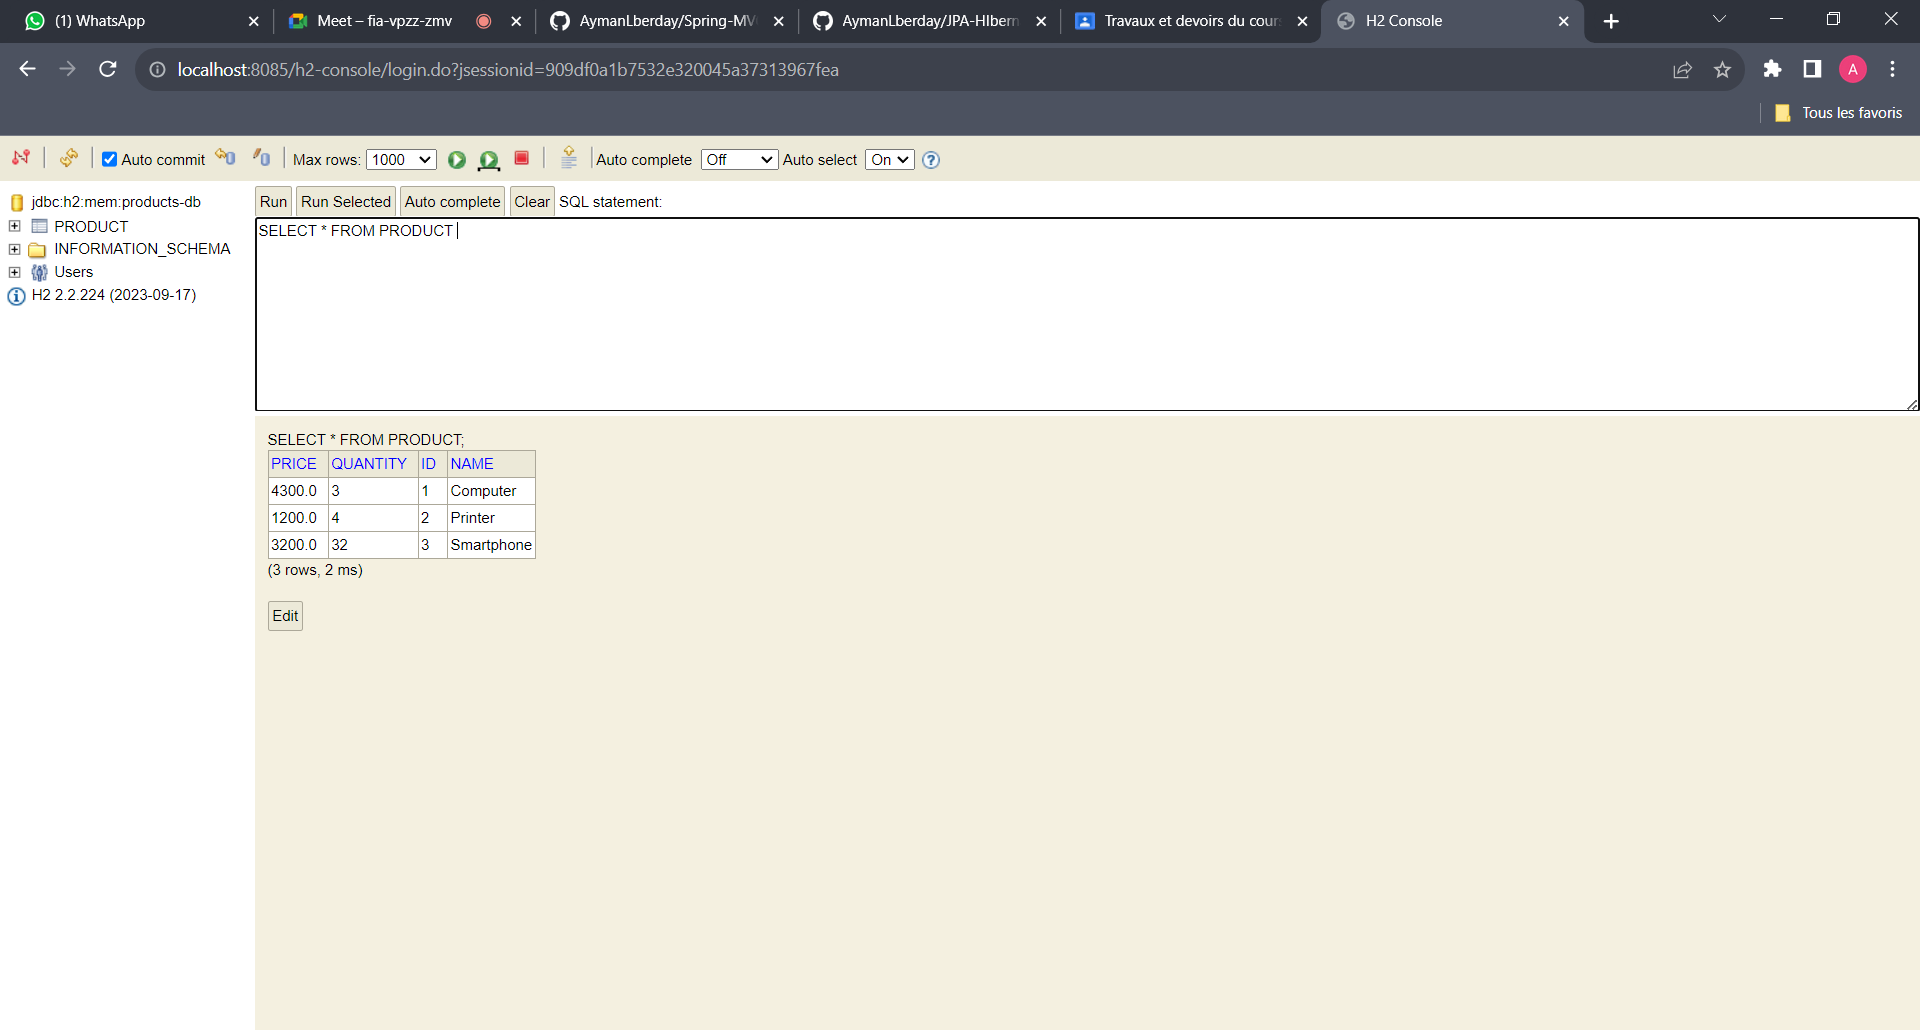 (1) WhatsApp
Meet – fia-vpzz-zmv
AymanLberday/Spring-MV
AymanLberday/JPA-HIbern
Travaux et devoirs du cour
H2 Console
localhost:8085/h2-console/login.do?jsessionid=909df0a1b7532e320045a37313967fea
A
Tous les favoris
Auto commit
Max rows: 1000
Auto complete Off
Auto select On
jdbc:h2:mem:products-db
PRODUCT
INFORMATION_SCHEMA
Users
H2 2.2.224 (2023-09-17)
Run Run Selected Auto complete Clear SQL statement:
SELECT * FROM PRODUCT
SELECT * FROM PRODUCT;
PRICE QUANTITY ID NAME
4300.0 3 1 Computer
1200.0 4 2 Printer
3200.0 32 3 Smartphone
(3 rows, 2 ms)
Edit